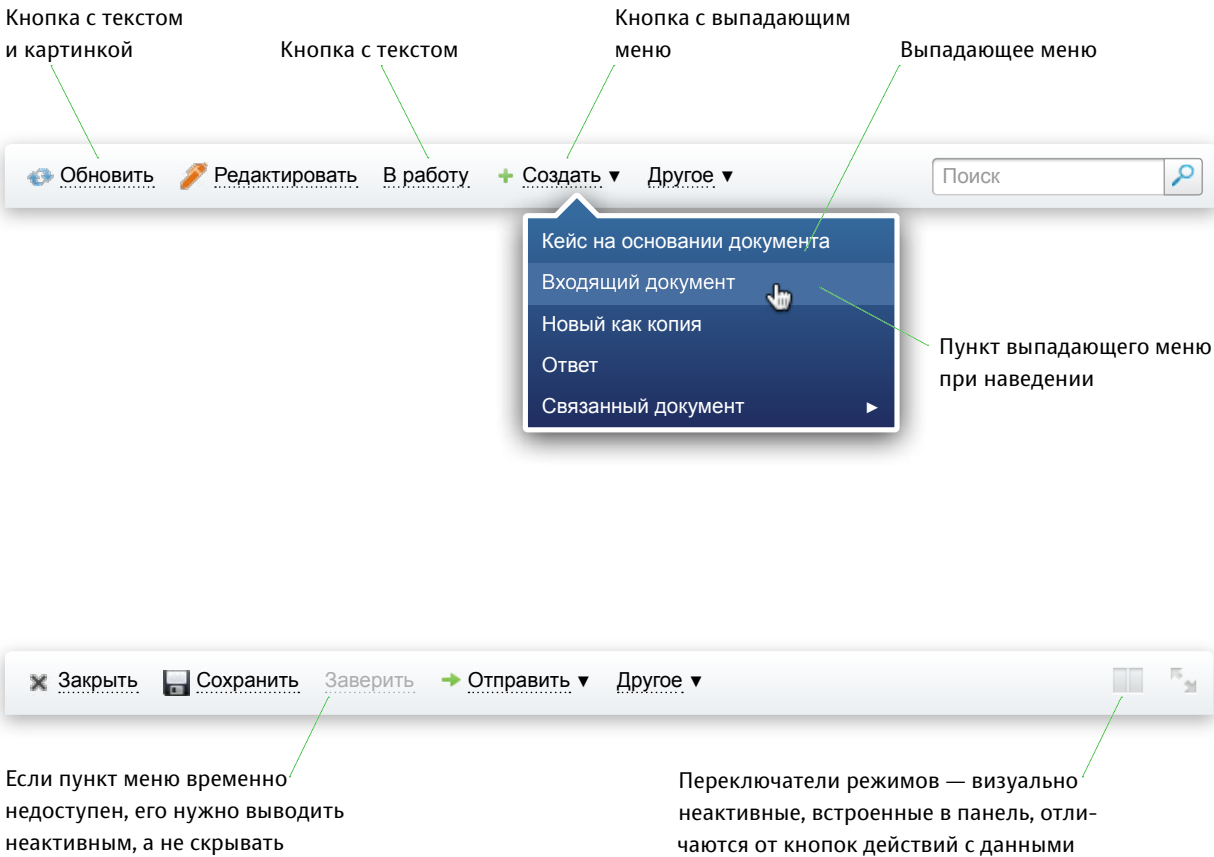 Кнопка с текстом
и картинкой
Кнопка с текстом
Кнопка с выпадающим
меню
Выпадающее меню
Обновить Редактировать В работу Создать ▼ Другое ▼ Поиск
Кейс на основании документа
Входящий документ
Новый как копия
Ответ
Связанный документ ►
Пункт выпадающего меню
при наведении
Закрыть Сохранить Заверить Отправить ▼ Другое ▼
Если пункт меню временно
недоступен, его нужно выводить
неактивным, а не скрывать
Переключатели режимов — визуально
неактивные, встроенные в панель, отли-
чаются от кнопок действий с данными